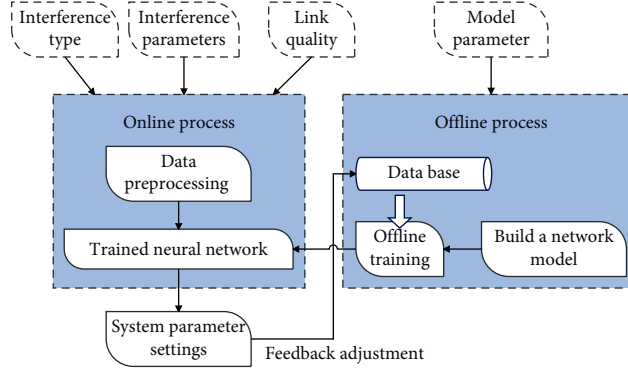 Interference
type
Interference
parameters
Link
quality
Model
parameter
Online process
Offline process
Data
preprocessing
Data base
Trained neural network
Offline
training
Build a network
model
System parameter
settings
Feedback adjustment